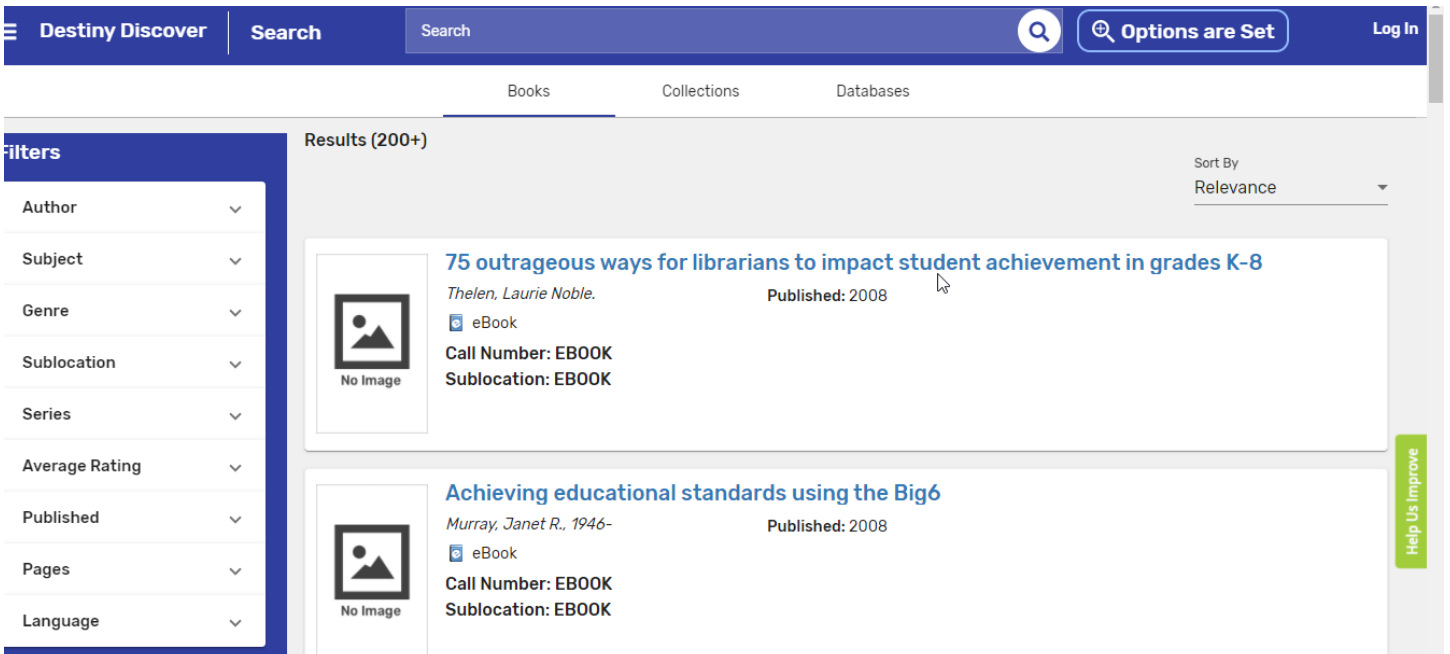 Destiny Discover
Search
Search
Options are Set
Log In
Books
Collections
Databases
Filters
Author
Subject
Genre
Sublocation
Series
Average Rating
Published
Pages
Language
Results (200+)
Sort By
Relevance
75 outrageous ways for librarians to impact student achievement in grades K-8
No Image
Thelen, Laurie Noble.
Published: 2008
eBook
Call Number: EBOOK
Sublocation: EBOOK
Achieving educational standards using the Big6
No Image
Murray, Janet R., 1946-
Published: 2008
eBook
Call Number: EBOOK
Sublocation: EBOOK
Help Us Improve